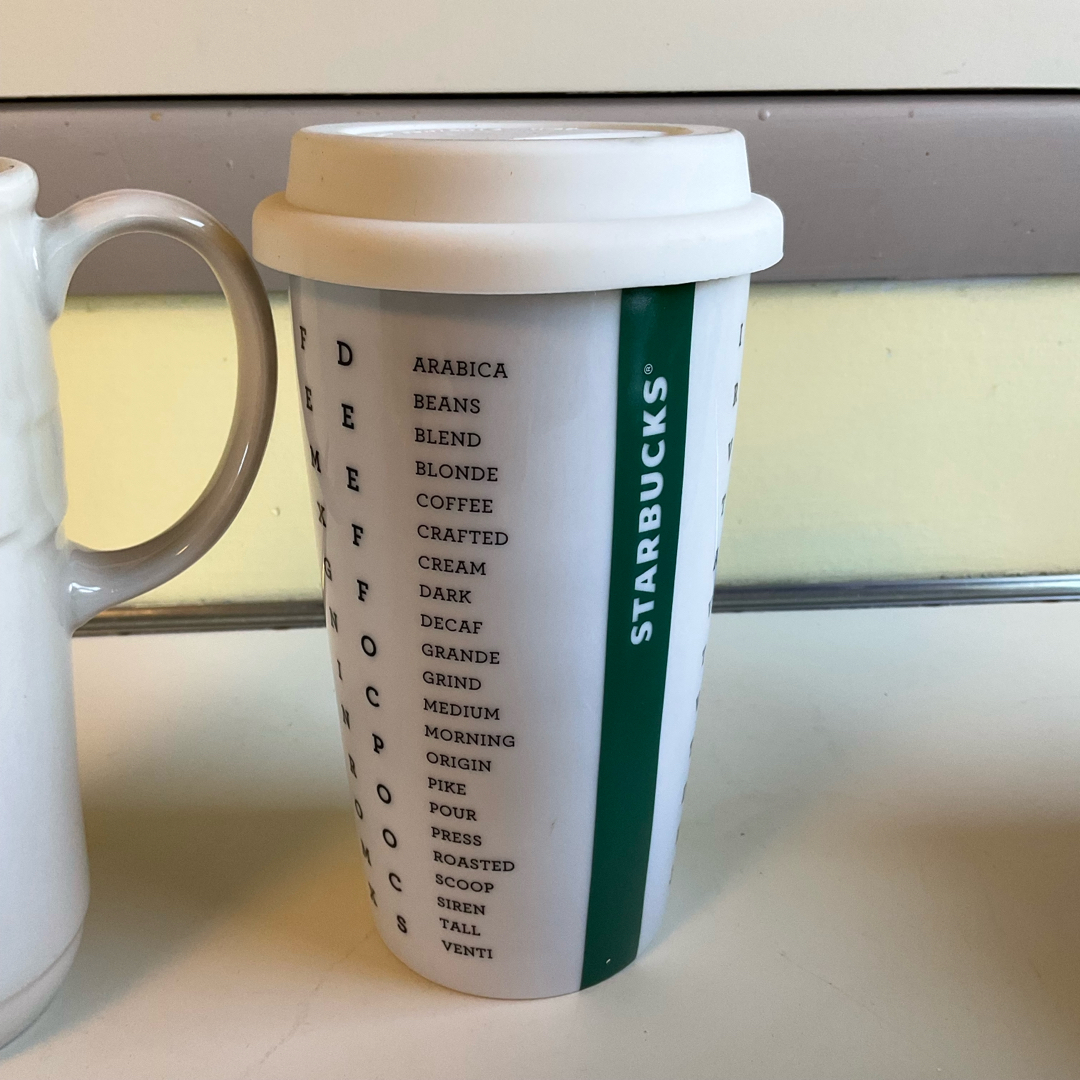 F
E
M
X
G
N
I
N
R
O
M
X
D
E
E
F
F
O
C
P
O
O
C
S
ARABICA
BEANS
BLEND
BLONDE
COFFEE
CRAFTED
CREAM
DARK
DECAF
GRANDE
GRIND
MEDIUM
MORNING
ORIGIN
PIKE
POUR
PRESS
ROASTED
SCOOP
SIREN
TALL
VENTI
STARBUCKS®